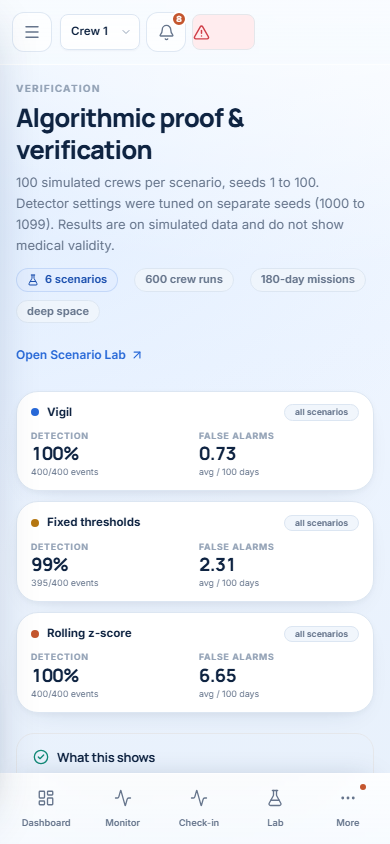 Crew 1
8
VERIFICATION
Algorithmic proof &
verification
100 simulated crews per scenario, seeds 1 to 100.
Detector settings were tuned on separate seeds (1000 to
1099). Results are on simulated data and do not show
medical validity.
6 scenarios
600 crew runs
180-day missions
deep space
Open Scenario Lab
Vigil
all scenarios
DETECTION
FALSE ALARMS
100%
0.73
400/400 events
avg / 100 days
Fixed thresholds
all scenarios
DETECTION
FALSE ALARMS
99%
2.31
395/400 events
avg / 100 days
Rolling z-score
all scenarios
DETECTION
FALSE ALARMS
100%
6.65
400/400 events
avg / 100 days
What this shows
Dashboard
Monitor
Check-in
Lab
More